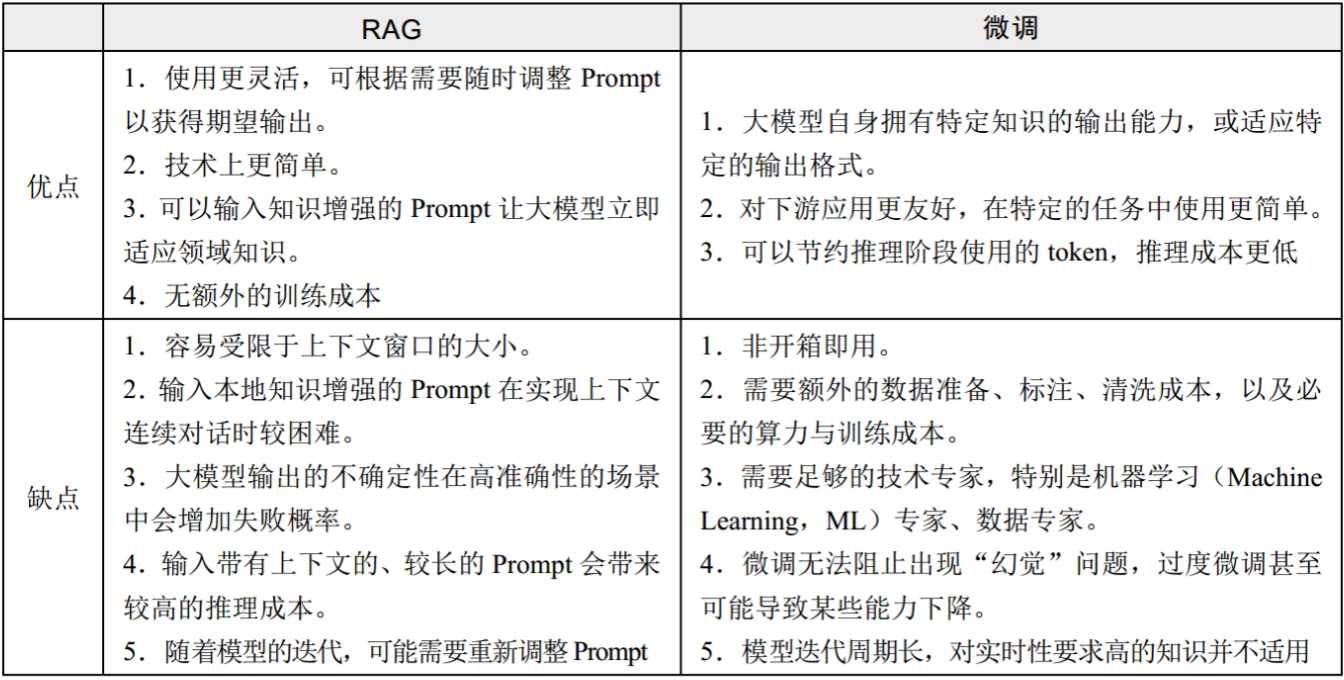 RAG
微调
优点
1．使用更灵活，可根据需要随时调整 Prompt
以获得期望输出。
2．技术上更简单。
3．可以输入知识增强的 Prompt 让大模型立即
适应领域知识。
4．无额外的训练成本
1．大模型自身拥有特定知识的输出能力，或适应特
定的输出格式。
2．对下游应用更友好，在特定的任务中使用更简单。
3．可以节约推理阶段使用的 token，推理成本更低
缺点
1．容易受限于上下文窗口的大小。
2．输入本地知识增强的 Prompt 在实现上下文
连续对话时较困难。
3．大模型输出的不确定性在高准确性的场景
中会增加失败概率。
4．输入带有上下文的、较长的 Prompt 会带来
较高的推理成本。
5．随着模型的迭代，可能需要重新调整 Prompt
1．非开箱即用。
2．需要额外的数据准备、标注、清洗成本，以及必
要的算力与训练成本。
3．需要足够的技术专家，特别是机器学习（Machine
Learning，ML）专家、数据专家。
4．微调无法阻止出现“幻觉”问题，过度微调甚至
可能导致某些能力下降。
5．模型迭代周期长，对实时性要求高的知识并不适用